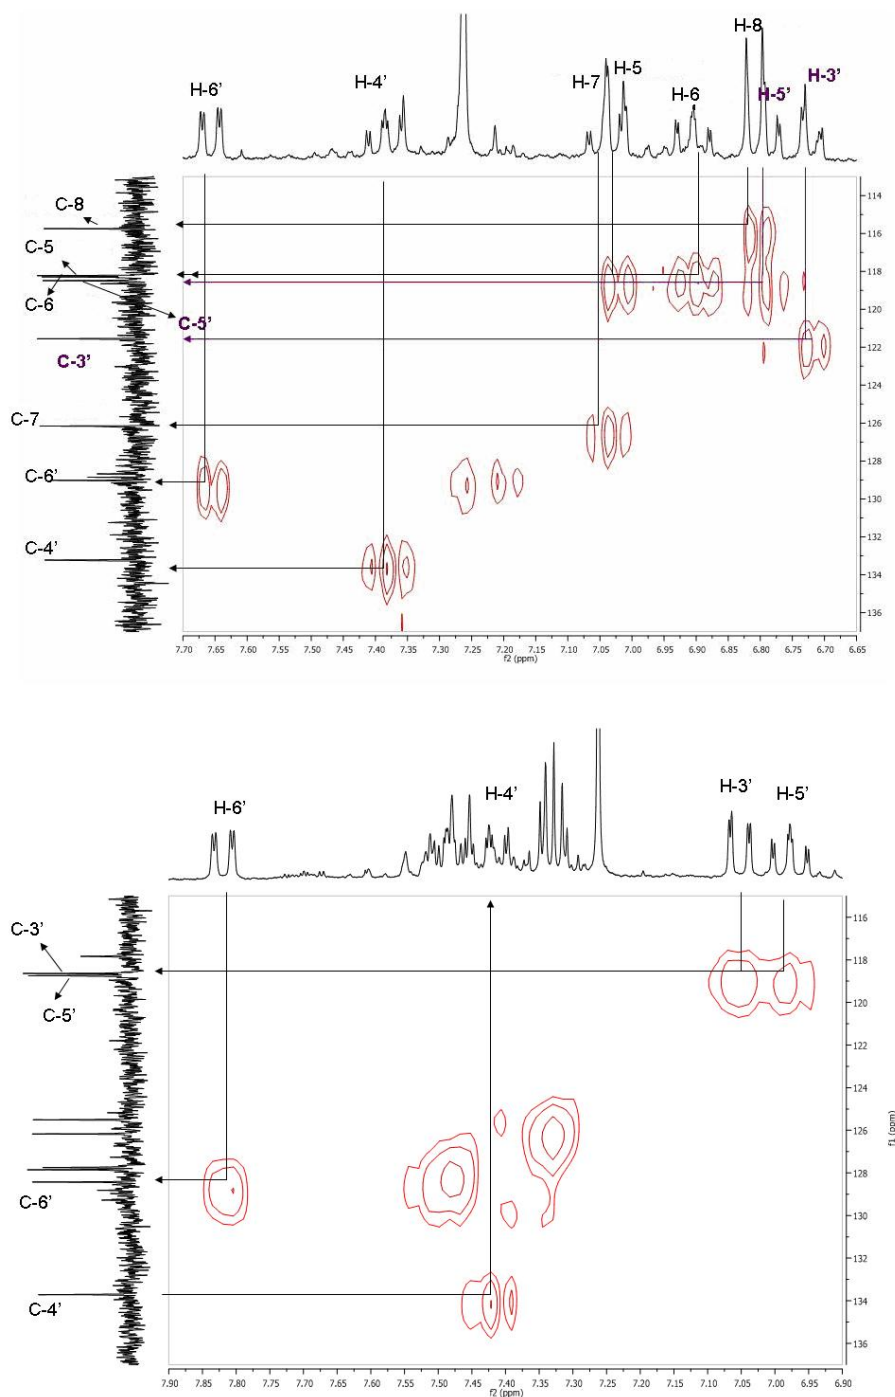 H-8
H-6’
H-4’
H-7
H-5
H-6
H-5’
H-3’
C-8
C-5
C-6
C-5’
C-3’
C-7
C-6’
C-4’
114
116
118
120
122
124
126
128
130
132
134
136
7.70 7.65 7.60 7.55 7.50 7.45 7.40 7.35 7.30 7.25 7.20 7.15 7.10 7.05 7.00 6.95 6.90 6.85 6.80 6.75 6.70 6.65
f2 (ppm)
H-6’
H-4’
H-3’
H-5’
C-3’
C-5’
C-6’
C-4’
116
118
120
122
124
126
128
130
132
134
136
f1 (ppm)
7.90 7.85 7.80 7.75 7.70 7.65 7.60 7.55 7.50 7.45 7.40 7.35 7.30 7.25 7.20 7.15 7.10 7.05 7.00 6.95 6.90
f2 (ppm)